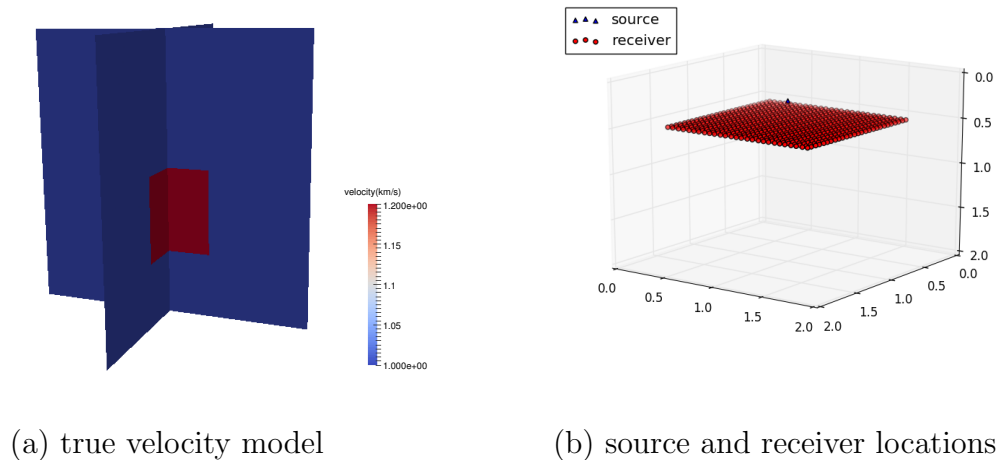 source
receiver
velocity(km/s)
1.200e+00
1.15
1.1
1.05
1.000e+00
0.0
0.5
1.0
1.5
2.0
0.0
0.5
1.0
1.5
2.0
2.0
1.5
1.0
0.5
0.0
(a) true velocity model
(b) source and receiver locations